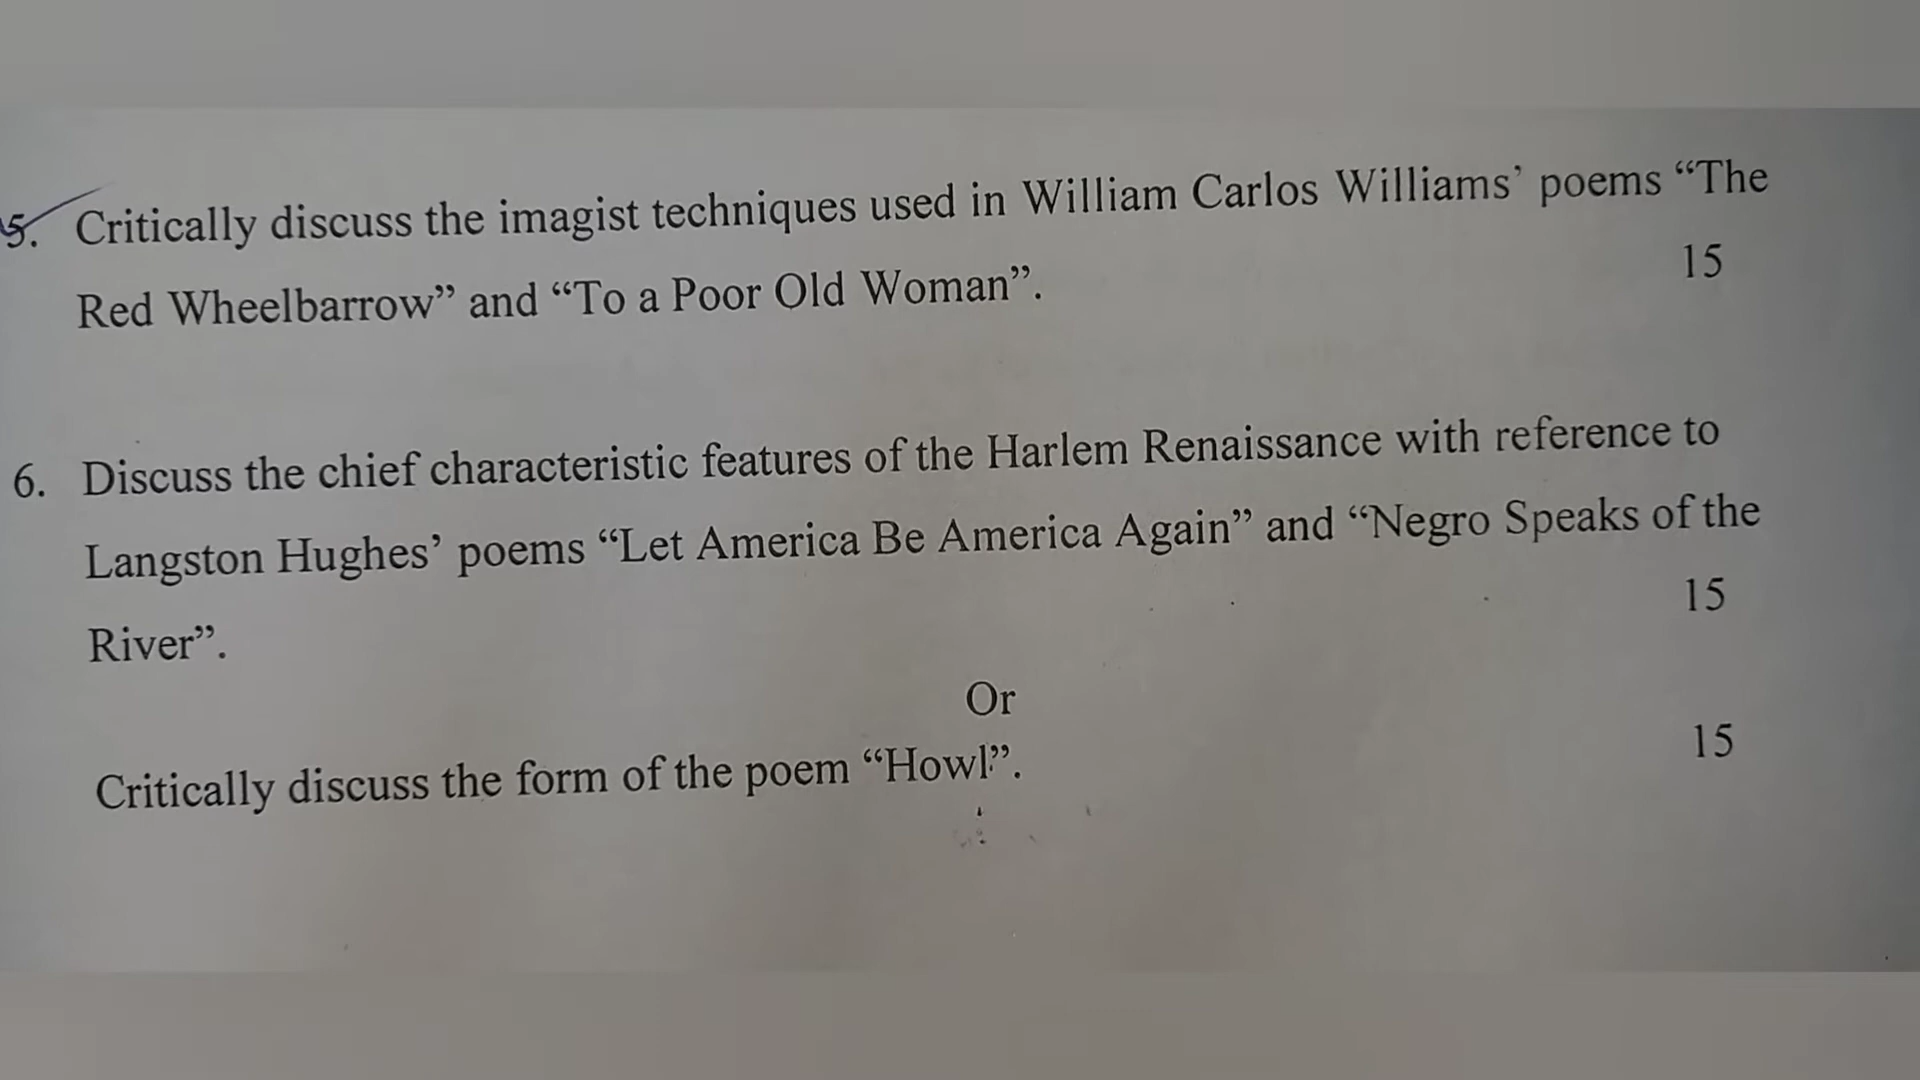 5. Critically discuss the imagist techniques used in William Carlos Williams’ poems “The
Red Wheelbarrow” and “To a Poor Old Woman”. 15
6. Discuss the chief characteristic features of the Harlem Renaissance with reference to
Langston Hughes’ poems “Let America Be America Again” and “Negro Speaks of the
River”. 15
Or
Critically discuss the form of the poem “Howl”. 15